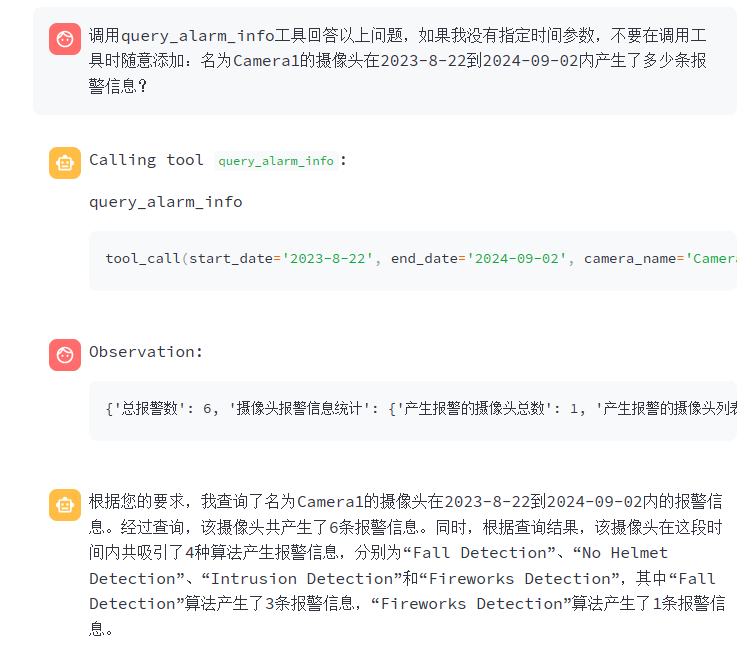 调用query_alarm_info工具回答以上问题，如果我没有指定时间参数，不要在调用工
具时随意添加：名为Camera1的摄像头在2023-8-22到2024-09-02内产生了多少条报
警信息？
Calling tool query_alarm_info :
query_alarm_info
tool_call(start_date='2023-8-22', end_date='2024-09-02', camera_name='Camer
Observation:
{'总报警数': 6, '摄像头报警信息统计': {'产生报警的摄像头总数': 1, '产生报警的摄像头列表
根据您的要求，我查询了名为Camera1的摄像头在2023-8-22到2024-09-02内的报警信
息。经过查询，该摄像头共产生了6条报警信息。同时，根据查询结果，该摄像头在这段时
间内共吸引了4种算法产生报警信息，分别为“Fall Detection”、“No Helmet
Detection”、“Intrusion Detection”和“Fireworks Detection”，其中“Fall
Detection”算法产生了3条报警信息，“Fireworks Detection”算法产生了1条报警信
息。